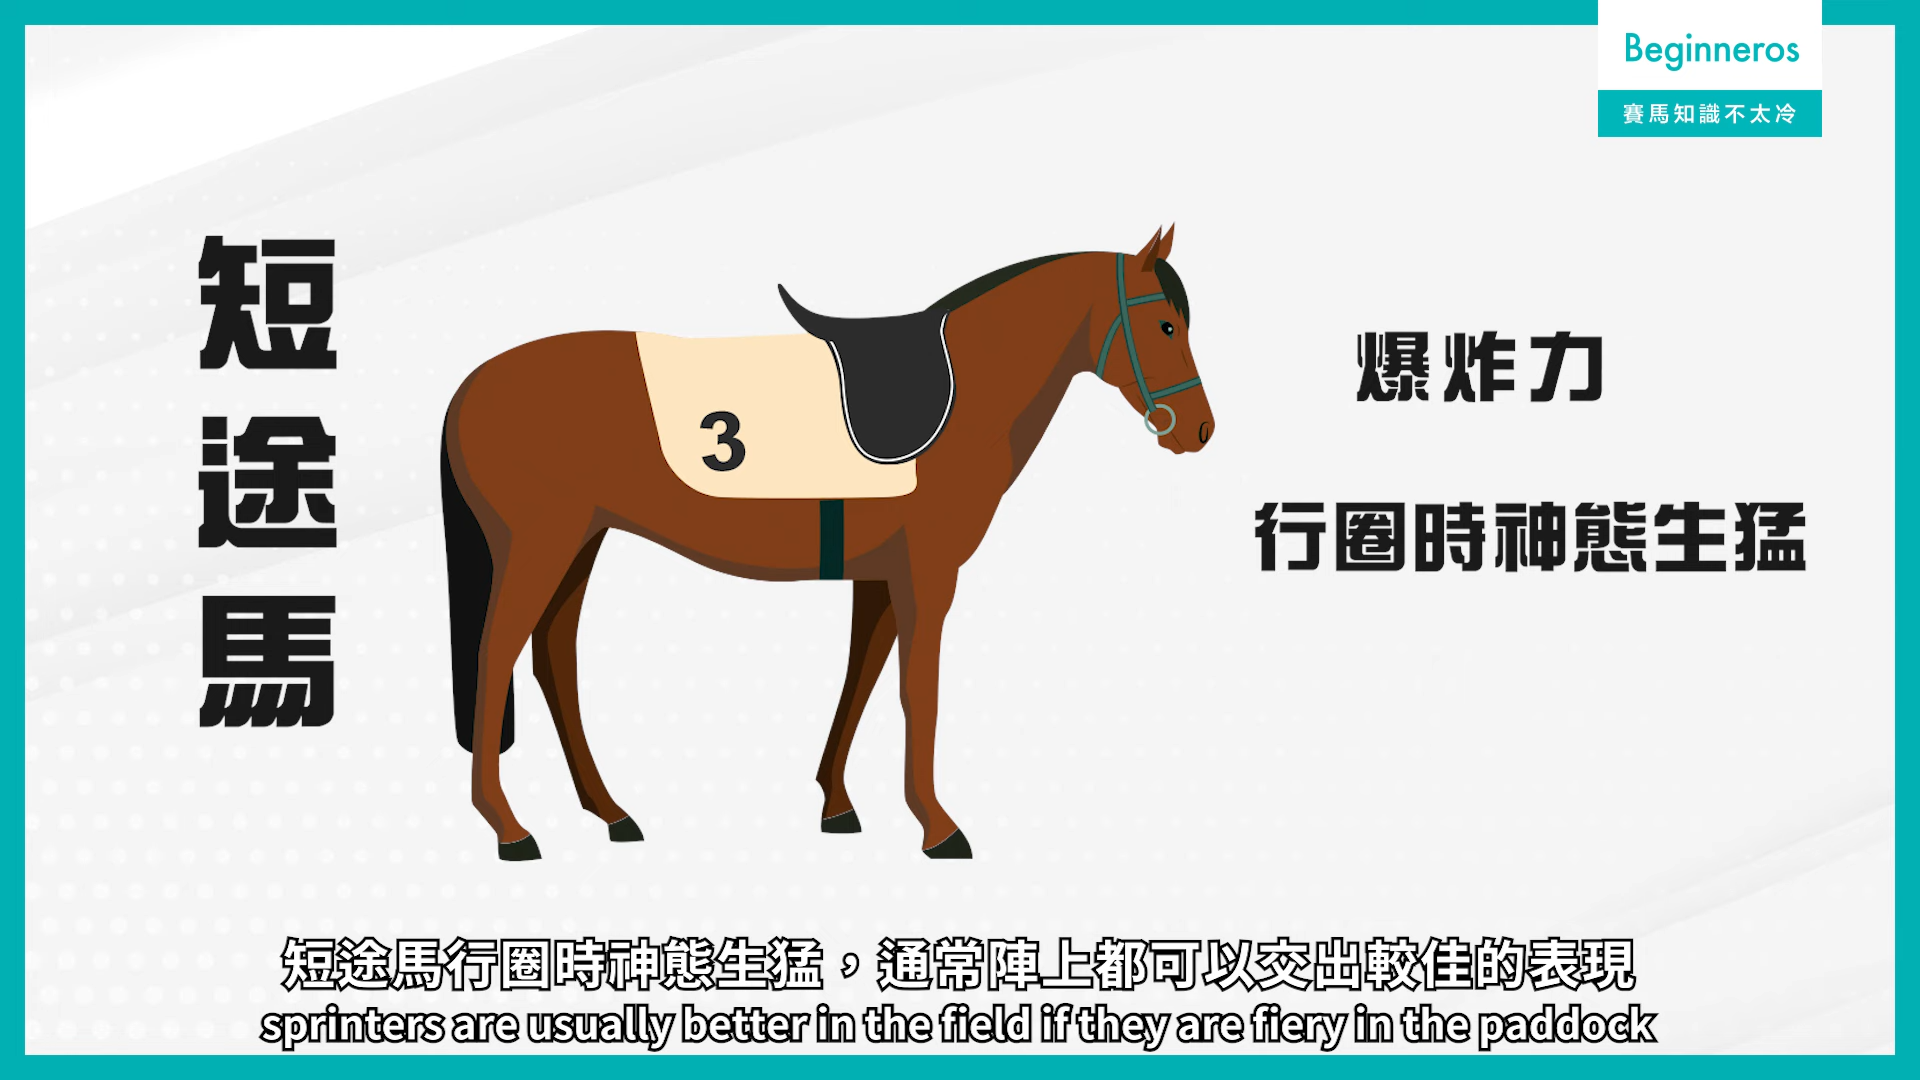 Beginneros
賽馬知識不太冷
短途馬
爆炸力
行圈時神態生猛
3
短途馬行圈時神態生猛，通常陣上都可以交出較佳的表現
sprinters are usually better in the field if they are fiery in the paddock